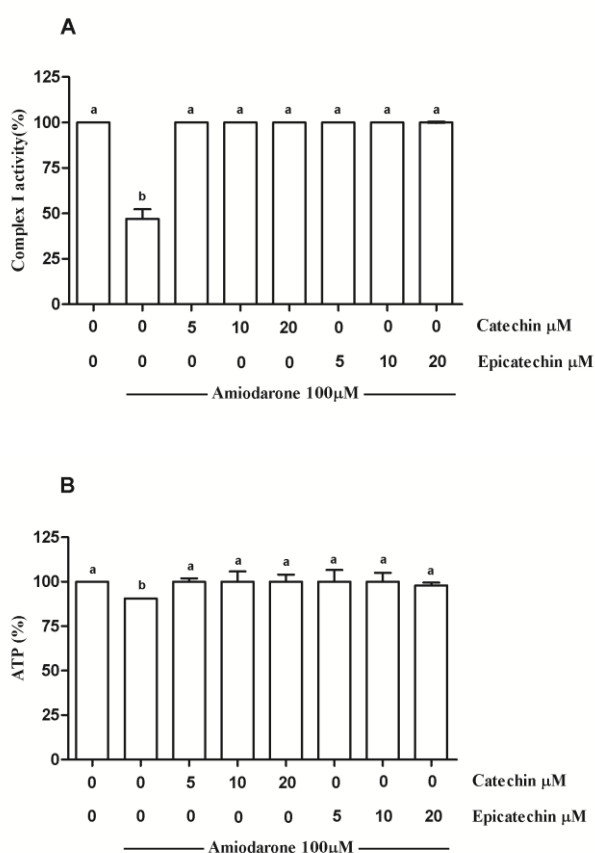 A
125
100
75
50
25
0
Complex I activity(%)
a b a a a a a a
0 0 5 10 20 0 0 0 Catechin μM
0 0 0 0 0 5 10 20 Epicatechin μM
Amiodarone 100μM
B
125
100
75
50
25
0
ATP (%)
a b a a a a a a
0 0 5 10 20 0 0 0 Catechin μM
0 0 0 0 0 5 10 20 Epicatechin μM
Amiodarone 100μM